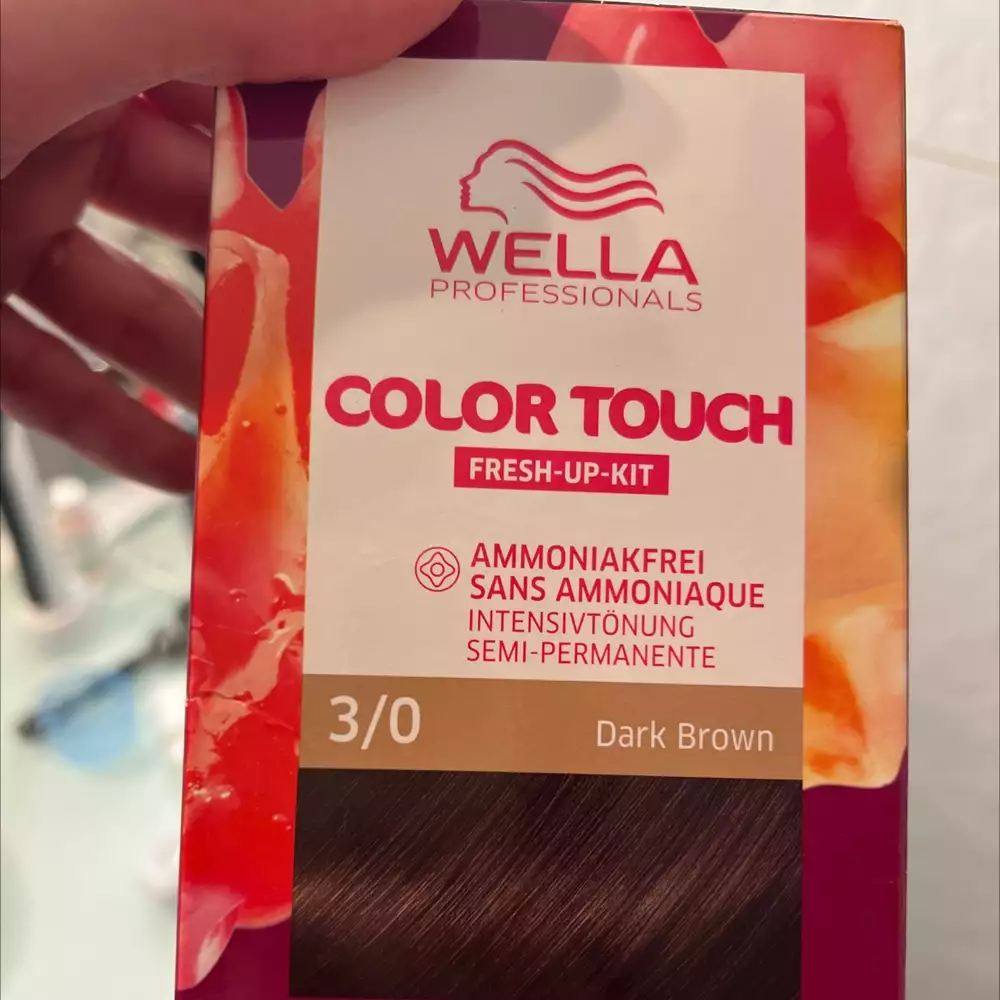 WELLA
PROFESSIONALS
COLOR TOUCH
FRESH-UP-KIT
AMMONIAKFREI
SANS AMMONIAQUE
INTENSIVTÖNUNG
SEMI-PERMANENTE
3/0 Dark Brown